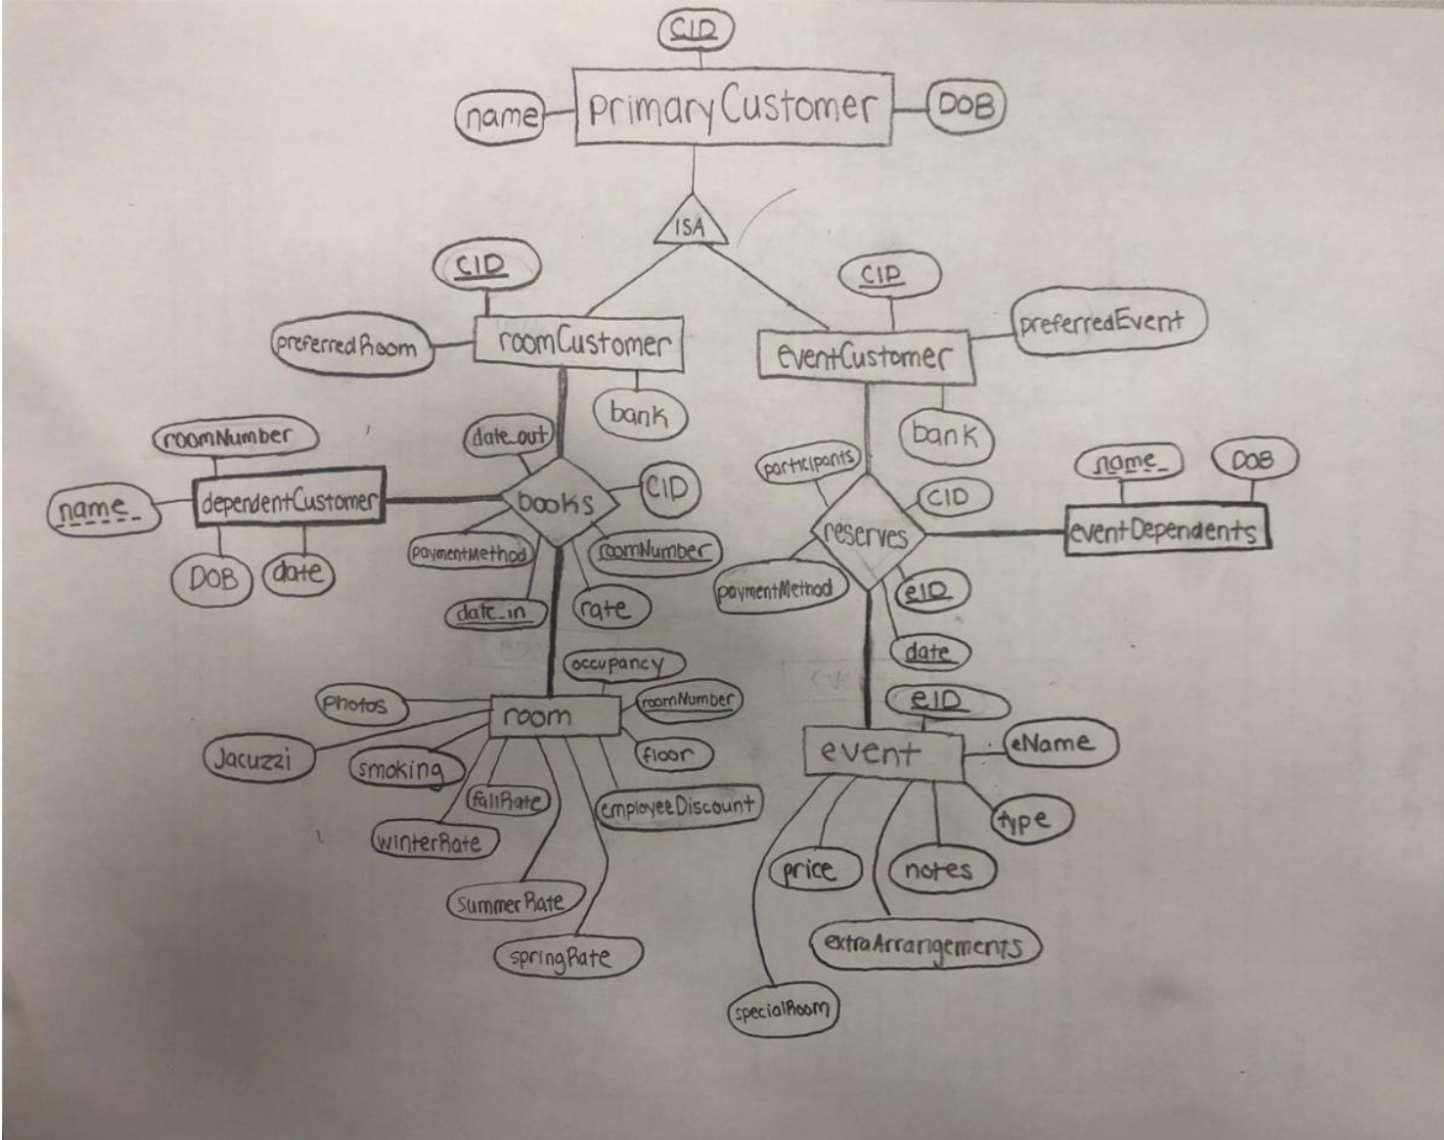 CID
name
primaryCustomer
DOB
ISA
CID
preferredRoom
roomCustomer
bank
CID
eventCustomer
preferredEvent
bank
roomNumber
name
dependentCustomer
DOB
date
date_out
books
CID
paymentMethod
roomNumber
date_in
rate
participants
reserves
CID
paymentMethod
eID
date
name
DOB
eventDependents
occupancy
Photos
room
roomNumber
Jacuzzi
smoking
floor
fallRate
employeeDiscount
winterRate
summerRate
springRate
eID
event
eName
type
price
notes
extraArrangements
specialRoom